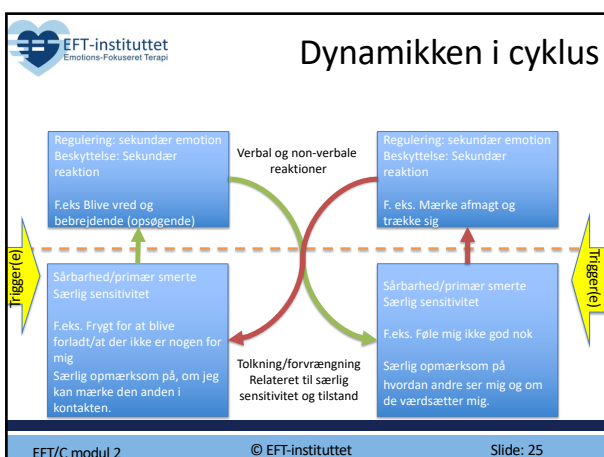 EFT-instituttet
Emotions-Fokuseret Terapi
Dynamikken i cyklus
Regulering: sekundær emotion
Beskyttelse: Sekundær
reaktion
F.eks Blive vred og
bebrejdende (opsøgende)
Verbal og non-verbale
reaktioner
Regulering: sekundær emotion
Beskyttelse: Sekundær
reaktion
F. eks. Mærke afmagt og
trække sig
Trigger(e)
Trigger(e)
Sårbarhed/primær smerte
Særlig sensitivitet
F.eks. Frygt for at blive
forladt/at der ikke er nogen for
mig
Særlig opmærksom på, om jeg
kan mærke den anden i
kontakten.
Tolkning/forvrængning
Relateret til særlig
sensitivitet og tilstand
Sårbarhed/primær smerte
Særlig sensitivitet
F.eks. Føle mig ikke god nok
Særlig opmærksom på
hvordan andre ser mig og om
de værdsætter mig.
EFT/C modul 2
© EFT-instituttet
Slide: 25